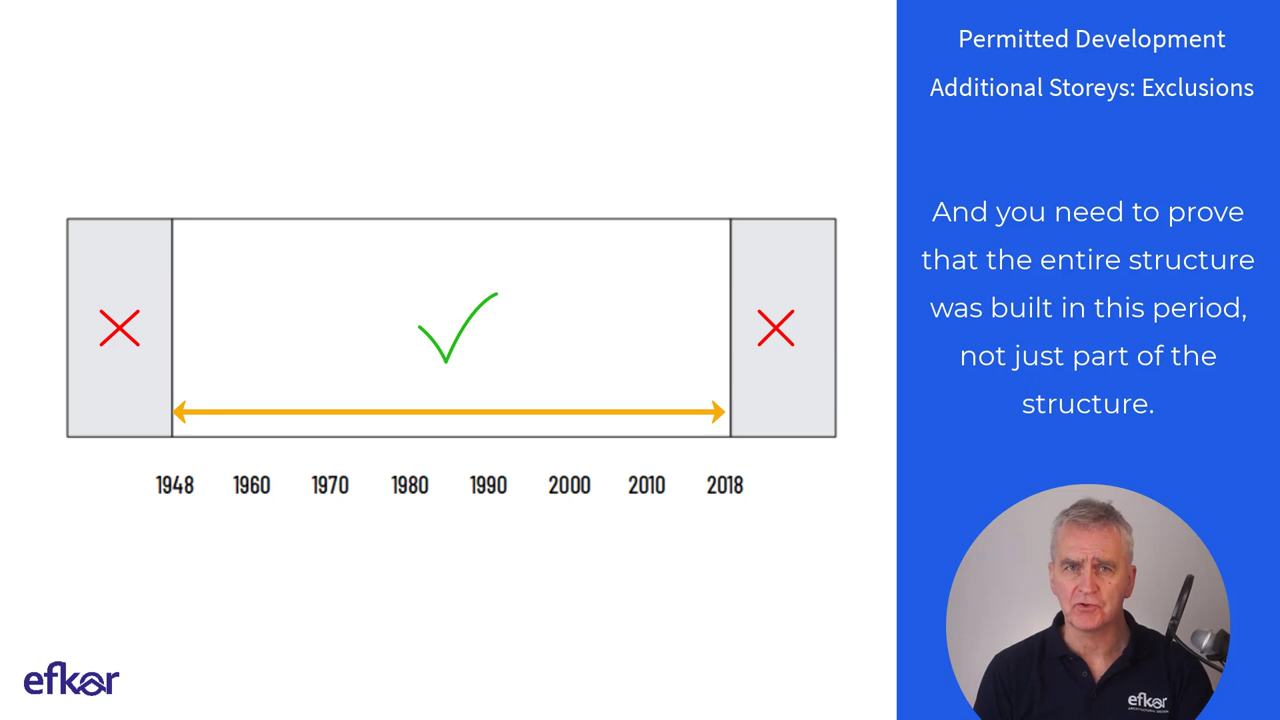 Permitted Development
Additional Storeys: Exclusions
And you need to prove
that the entire structure
was built in this period,
not just part of the
structure.
1948 1960 1970 1980 1990 2000 2010 2018
efkar
efkar